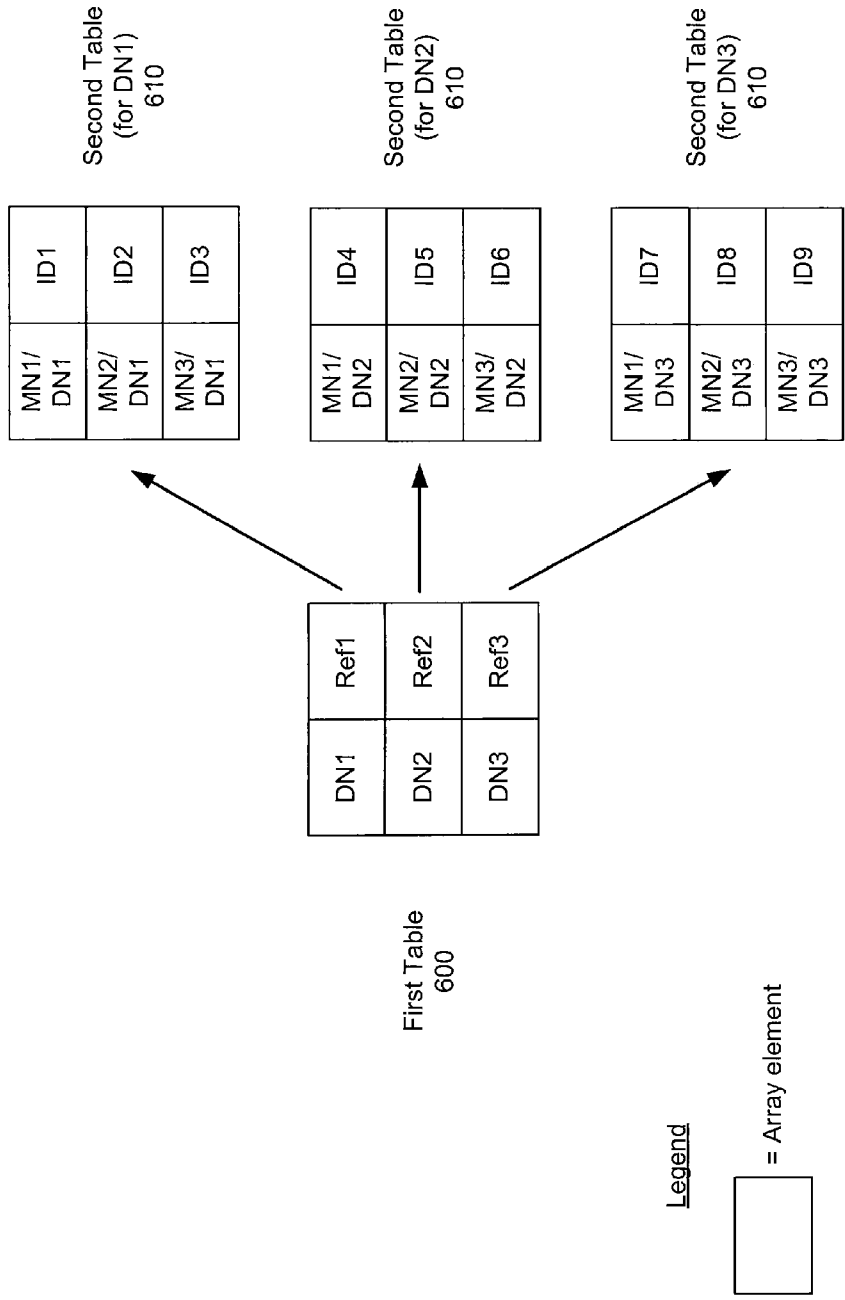 MN1/
DN1
ID1
MN2/
DN1
ID2
MN3/
DN1
ID3
Second Table
(for DN1)
610
First Table
600
DN1
Ref1
DN2
Ref2
DN3
Ref3
MN1/
DN2
ID4
MN2/
DN2
ID5
MN3/
DN2
ID6
Second Table
(for DN2)
610
MN1/
DN3
ID7
MN2/
DN3
ID8
MN3/
DN3
ID9
Second Table
(for DN3)
610
Legend
= Array element